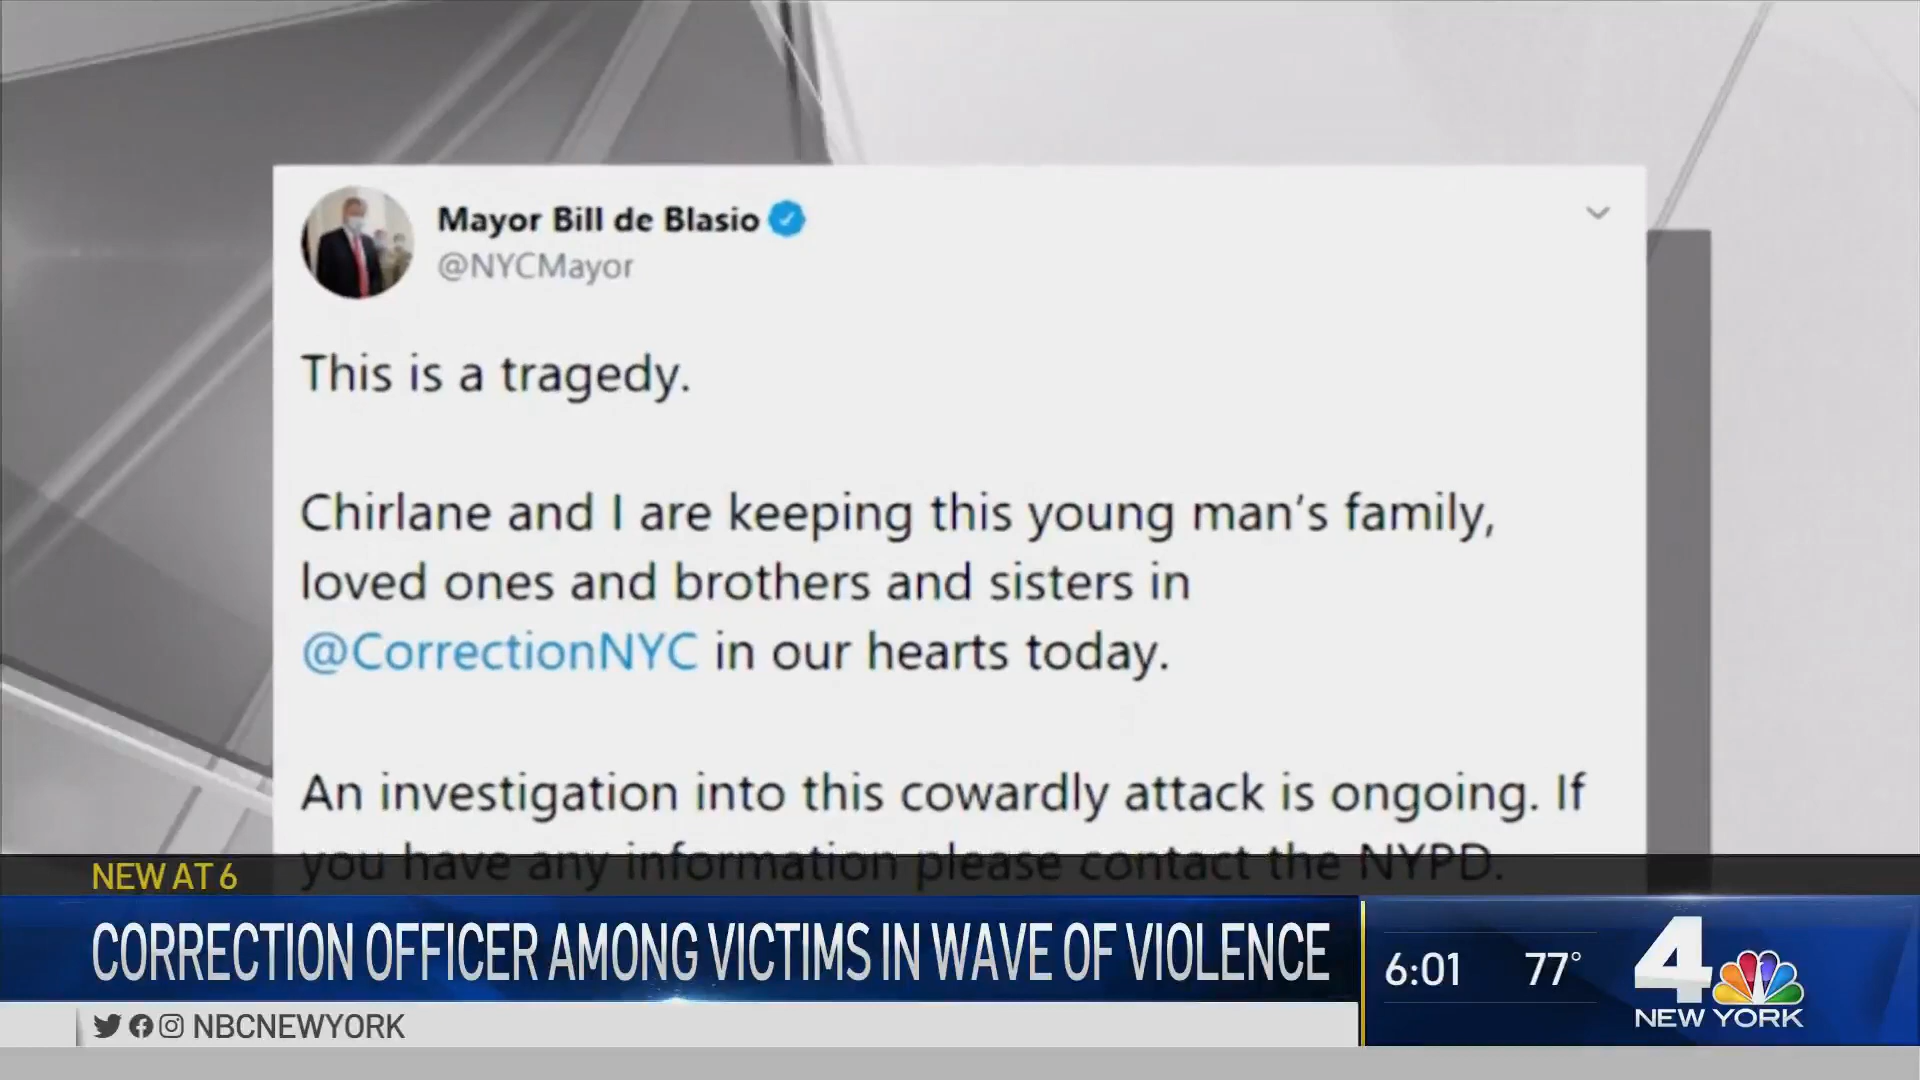 Mayor Bill de Blasio
@NYCMayor
This is a tragedy.
Chirlane and I are keeping this young man's family,
loved ones and brothers and sisters in
@CorrectionNYC in our hearts today.
An investigation into this cowardly attack is ongoing. If
you have any information please contact the NYPD.
NEW AT 6
CORRECTION OFFICER AMONG VICTIMS IN WAVE OF VIOLENCE
6:01 77°
4
NEW YORK
NBCNEWYORK